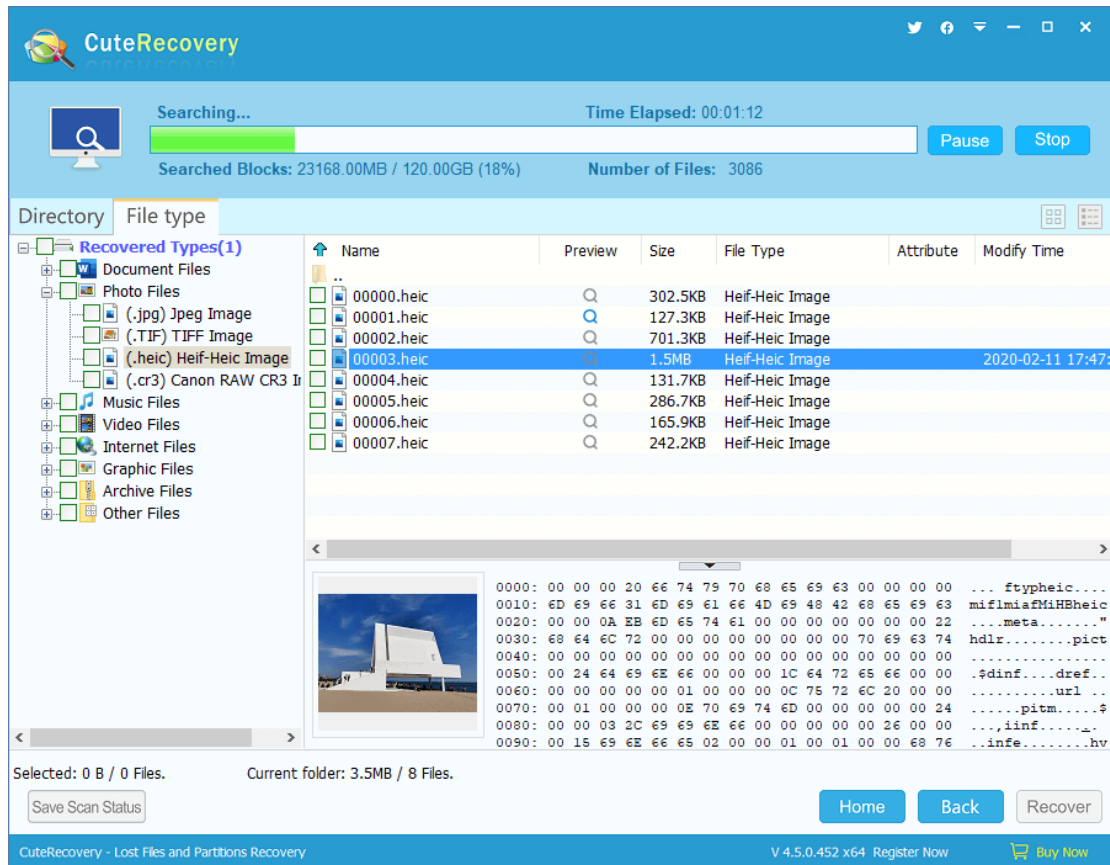 CuteRecovery
Searching...
Time Elapsed: 00:01:12
Pause
Stop
Searched Blocks: 23168.00MB / 120.00GB (18%)
Number of Files: 3086
Directory
File type
Recovered Types(1)
Document Files
Photo Files
(.jpg) Jpeg Image
(.TIF) TIFF Image
(.heic) Heif-Heic Image
(.cr3) Canon RAW CR3 Ir
Music Files
Video Files
Internet Files
Graphic Files
Archive Files
Other Files
Name Preview Size File Type Attribute Modify Time
..
00000.heic 302.5KB Heif-Heic Image
00001.heic 127.3KB Heif-Heic Image
00002.heic 701.3KB Heif-Heic Image
00003.heic 1.5MB Heif-Heic Image 2020-02-11 17:47:
00004.heic 131.7KB Heif-Heic Image
00005.heic 286.7KB Heif-Heic Image
00006.heic 165.9KB Heif-Heic Image
00007.heic 242.2KB Heif-Heic Image
0000: 00 00 00 20 66 74 79 70 68 65 69 63 00 00 00 00 ... ftypheic....
0010: 6D 69 66 31 6D 69 61 66 4D 69 48 42 68 65 69 63 mif1miafMiHBheic
0020: 00 00 0A EB 6D 65 74 61 00 00 00 00 00 00 00 22 ....meta......."
0030: 68 64 6C 72 00 00 00 00 00 00 00 00 70 69 63 74 hdlr........pict
0040: 00 00 00 00 00 00 00 00 00 00 00 00 00 00 00 00 ................
0050: 00 24 64 69 6E 66 00 00 00 1C 64 72 65 66 00 00 .$dinf....dref..
0060: 00 00 00 00 00 01 00 00 00 0C 75 72 6C 20 00 00 ..........url ..
0070: 00 01 00 00 00 0E 70 69 74 6D 00 00 00 00 00 24 ......pitm.....$
0080: 00 00 03 2C 69 69 6E 66 00 00 00 00 00 26 00 00 ...,iinf.....&..
0090: 00 15 69 6E 66 65 02 00 00 01 00 01 00 00 68 76 ..infe........hv
Selected: 0 B / 0 Files.
Current folder: 3.5MB / 8 Files.
Save Scan Status
Home
Back
Recover
CuteRecovery - Lost Files and Partitions Recovery
V 4.5.0.452 x64 Register Now
Buy Now